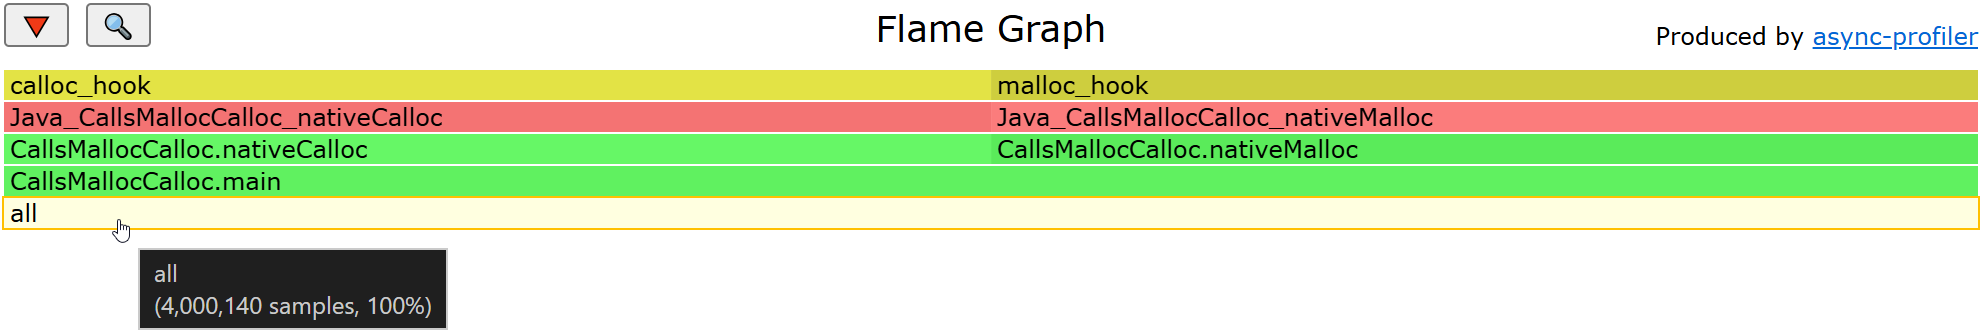 Flame Graph
Produced by async-profiler
calloc_hook malloc_hook
Java_CallsMallocCalloc_nativeCalloc Java_CallsMallocCalloc_nativeMalloc
CallsMallocCalloc.nativeCalloc CallsMallocCalloc.nativeMalloc
CallsMallocCalloc.main
all
all
(4,000,140 samples, 100%)